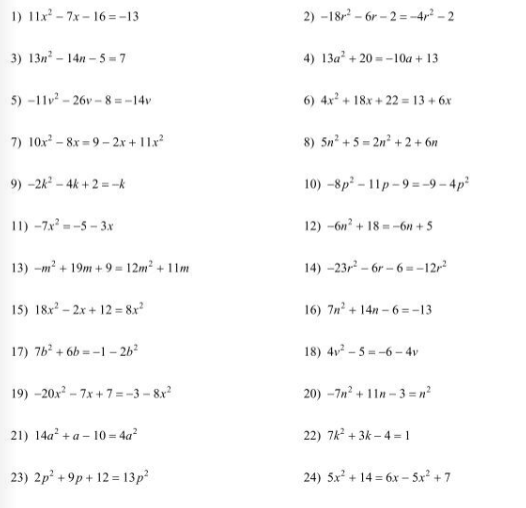 1) 11x² – 7x – 16 = –13
2) –18r² – 6r – 2 = –4r² – 2
3) 13n² – 14n – 5 = 7
4) 13a² + 20 = –10a + 13
5) –11v² – 26v – 8 = –14v
6) 4x² + 18x + 22 = 13 + 6x
7) 10x² – 8x = 9 – 2x + 11x²
8) 5n² + 5 = 2n² + 2 + 6n
9) –2k² – 4k + 2 = –k
10) –8p² – 11p – 9 = –9 – 4p²
11) –7x² = –5 – 3x
12) –6n² + 18 = –6n + 5
13) –m² + 19m + 9 = 12m² + 11m
14) –23r² – 6r – 6 = –12r²
15) 18x² – 2x + 12 = 8x²
16) 7n² + 14n – 6 = –13
17) 7b² + 6b = –1 – 2b²
18) 4v² – 5 = –6 – 4v
19) –20x² – 7x + 7 = –3 – 8x²
20) –7n² + 11n – 3 = n²
21) 14a² + a – 10 = 4a²
22) 7k² + 3k – 4 = 1
23) 2p² + 9p + 12 = 13p²
24) 5x² + 14 = 6x – 5x² + 7